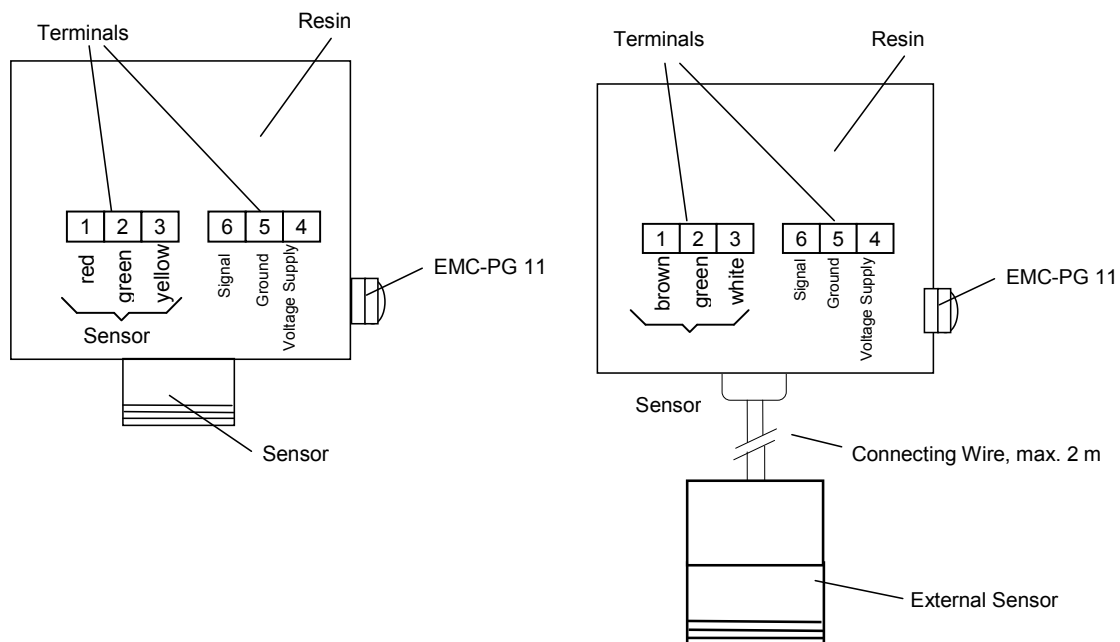 Terminals
Resin
1 2 3
6 5 4
red
green
yellow
Signal
Ground
Voltage Supply
Sensor
EMC-PG 11
Sensor
Terminals
Resin
1 2 3
6 5 4
brown
green
white
Signal
Ground
Voltage Supply
EMC-PG 11
Sensor
Connecting Wire, max. 2 m
External Sensor